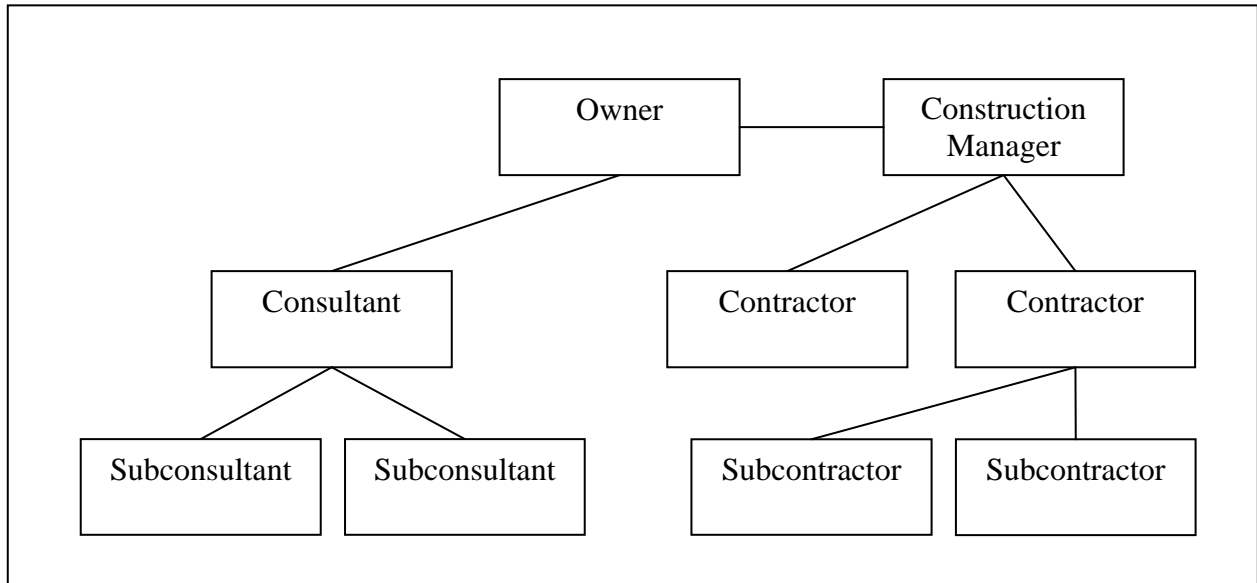 Owner
Construction
Manager
Consultant
Contractor
Contractor
Subconsultant
Subconsultant
Subcontractor
Subcontractor